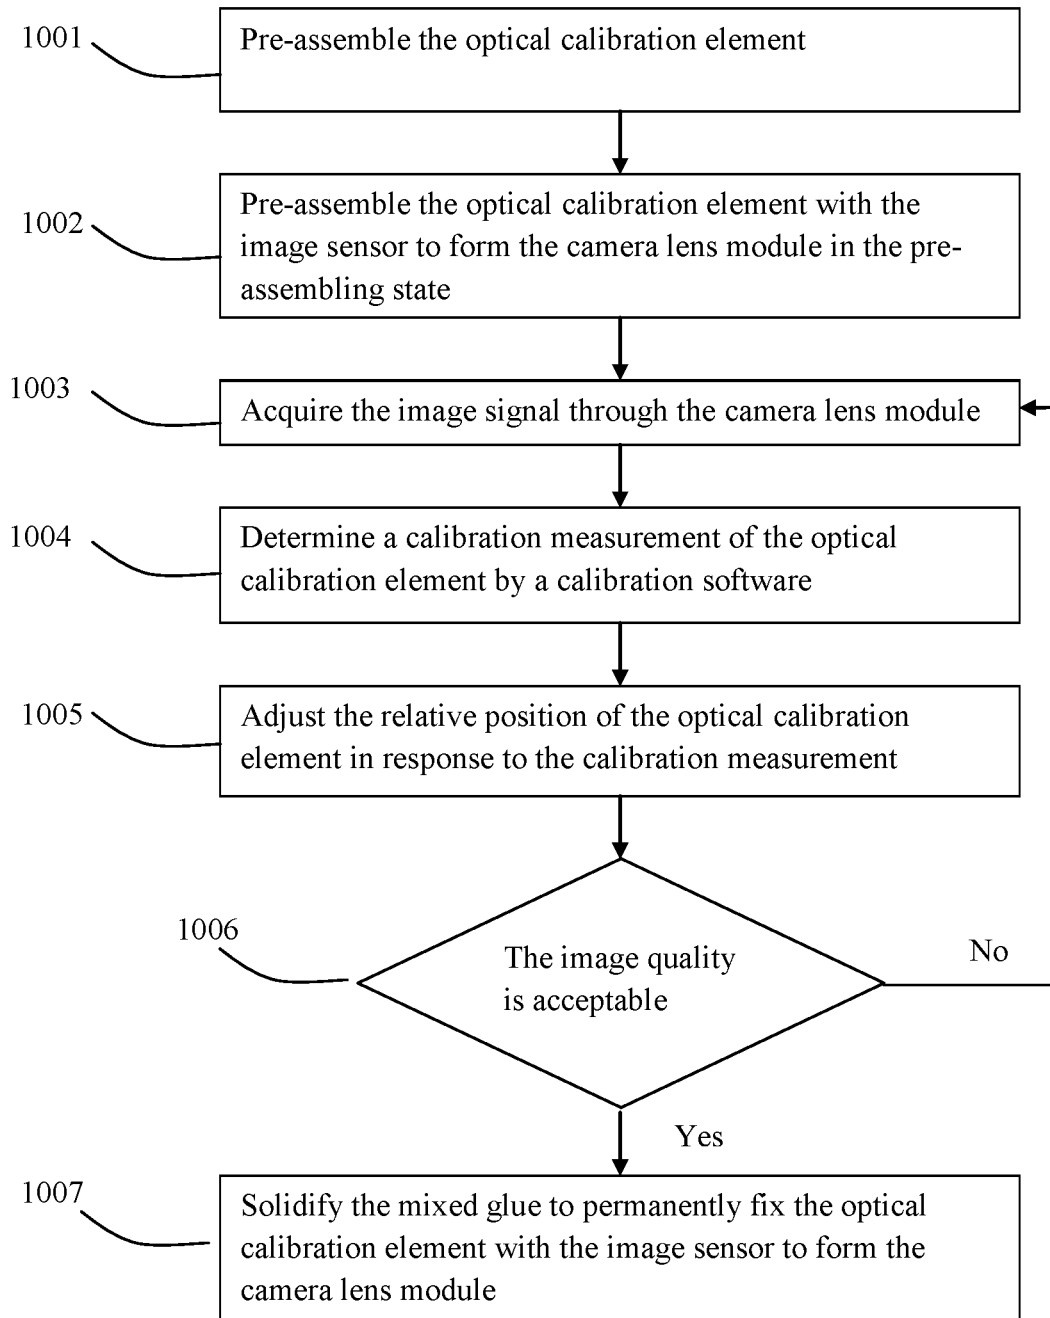 1001
Pre-assemble the optical calibration element
1002
Pre-assemble the optical calibration element with the
image sensor to form the camera lens module in the pre-
assembling state
1003
Acquire the image signal through the camera lens module
1004
Determine a calibration measurement of the optical
calibration element by a calibration software
1005
Adjust the relative position of the optical calibration
element in response to the calibration measurement
1006
The image quality
is acceptable
No
Yes
1007
Solidify the mixed glue to permanently fix the optical
calibration element with the image sensor to form the
camera lens module